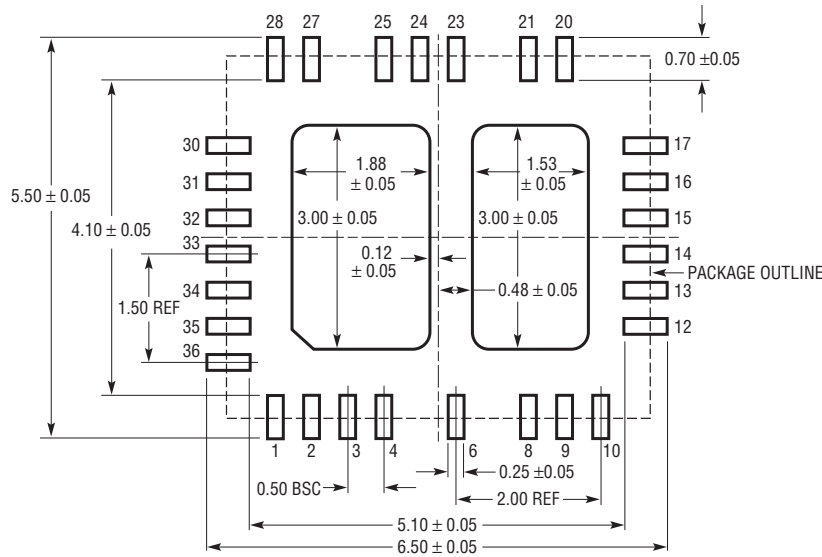 28 27 25 24 23 21 20
0.70 ±0.05
30 17
1.88
± 0.05
1.53
± 0.05
31 16
5.50 ± 0.05
32 3.00 ± 0.05 3.00 ± 0.05 15
4.10 ± 0.05
33 14
0.12
± 0.05
PACKAGE OUTLINE
34 0.48 ± 0.05 13
1.50 REF
35 12
36
1 2 3 4 6 8 9 10
0.25 ±0.05
0.50 BSC
2.00 REF
5.10 ± 0.05
6.50 ± 0.05